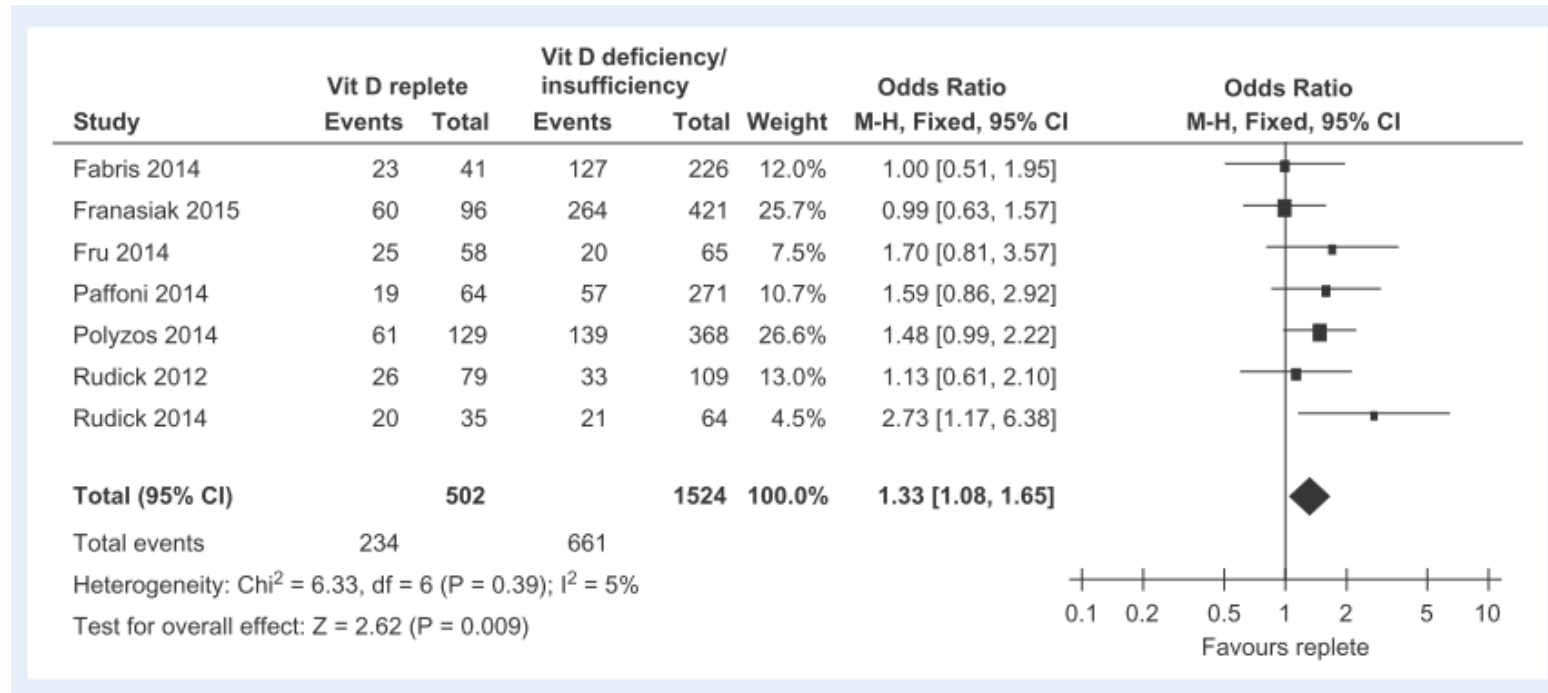 Vit D deficiency/
Vit D replete insufficiency Odds Ratio Odds Ratio
Study Events Total Events Total Weight M-H, Fixed, 95% CI M-H, Fixed, 95% CI
Fabris 2014 23 41 127 226 12.0% 1.00 [0.51, 1.95]
Franasiak 2015 60 96 264 421 25.7% 0.99 [0.63, 1.57]
Fru 2014 25 58 20 65 7.5% 1.70 [0.81, 3.57]
Paffoni 2014 19 64 57 271 10.7% 1.59 [0.86, 2.92]
Polyzos 2014 61 129 139 368 26.6% 1.48 [0.99, 2.22]
Rudick 2012 26 79 33 109 13.0% 1.13 [0.61, 2.10]
Rudick 2014 20 35 21 64 4.5% 2.73 [1.17, 6.38]
Total (95% CI) 502 1524 100.0% 1.33 [1.08, 1.65]
Total events 234 661
Heterogeneity: Chi² = 6.33, df = 6 (P = 0.39); I² = 5%
Test for overall effect: Z = 2.62 (P = 0.009)
0.1 0.2 0.5 1 2 5 10
Favours replete